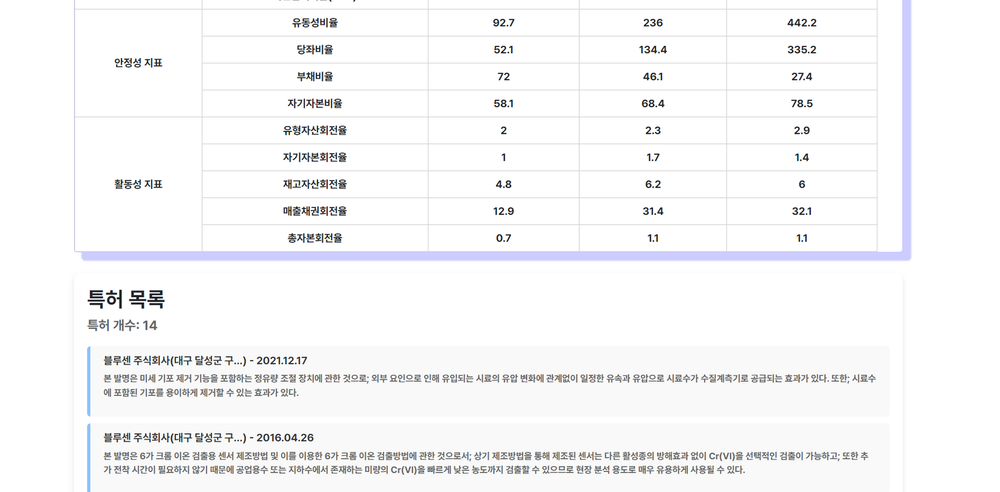 유동성비율 92.7 236 442.2
당좌비율 52.1 134.4 335.2
안정성 지표
부채비율 72 46.1 27.4
자기자본비율 58.1 68.4 78.5
유형자산회전율 2 2.3 2.9
자기자본회전율 1 1.7 1.4
활동성 지표 재고자산회전율 4.8 6.2 6
매출채권회전율 12.9 31.4 32.1
총자본회전율 0.7 1.1 1.1
특허 목록
특허 개수: 14
블루센 주식회사(대구 달성군 구...) - 2021.12.17
본 발명은 미세 기포 제거 기능을 포함하는 정유량 조절 장치에 관한 것으로; 외부 요인으로 인해 유입되는 시료의 유압 변화에 관계없이 일정한 유속과 유압으로 시료수가 수질계측기로 공급되는 효과가 있다. 또한; 시료수
에 포함된 기포를 용이하게 제거할 수 있는 효과가 있다.
블루센 주식회사(대구 달성군 구...) - 2016.04.26
본 발명은 6가 크롬 이온 검출용 센서 제조방법 및 이를 이용한 6가 크롬 이온 검출방법에 관한 것으로서; 상기 제조방법을 통해 제조된 센서는 다른 활성종의 방해효과 없이 Cr(VI)을 선택적인 검출이 가능하고; 또한 추
가 전착 시간이 필요하지 않기 때문에 공업용수 또는 지하수에서 존재하는 미량의 Cr(VI)을 빠르게 낮은 농도까지 검출할 수 있으므로 현장 분석 용도로 매우 유용하게 사용될 수 있다.